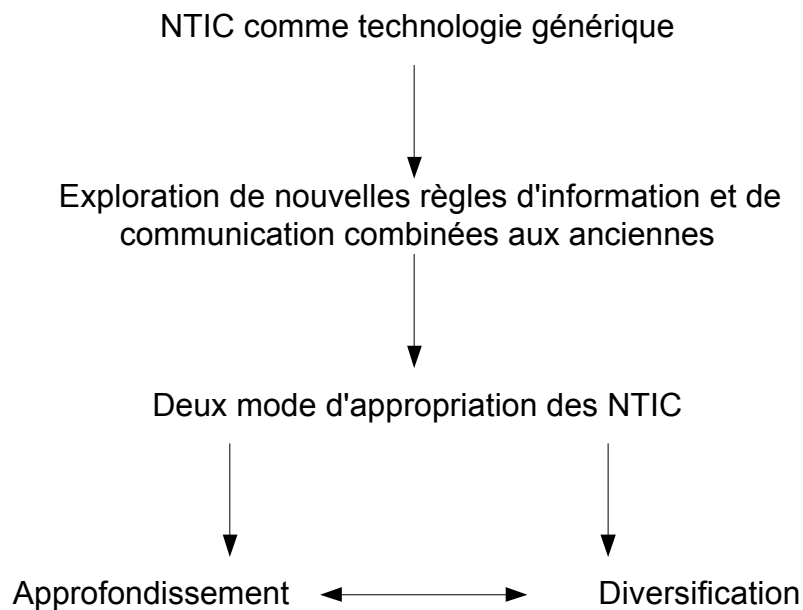 NTIC comme technologie générique
Exploration de nouvelles règles d'information et de
communication combinées aux anciennes
Deux mode d'appropriation des NTIC
Approfondissement
Diversification